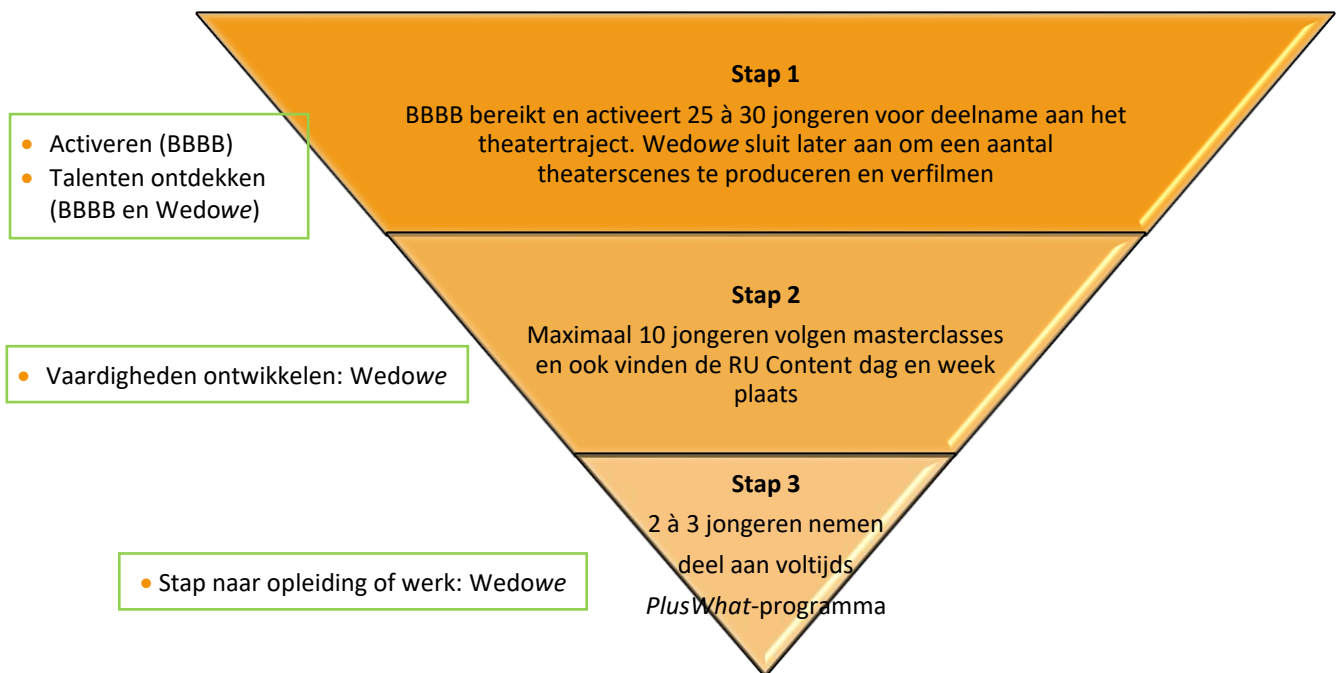 Stap 1
BBBB bereikt en activeert 25 à 30 jongeren voor deelname aan het
theatertraject. Wedowe sluit later aan om een aantal
theaterscenes te produceren en verfilmen
• Activeren (BBBB)
• Talenten ontdekken
(BBBB en Wedowe)
Stap 2
Maximaal 10 jongeren volgen masterclasses
en ook vinden de RU Content dag en week
plaats
• Vaardigheden ontwikkelen: Wedowe
Stap 3
2 à 3 jongeren nemen
deel aan voltijds
PlusWhat-programma
• Stap naar opleiding of werk: Wedowe